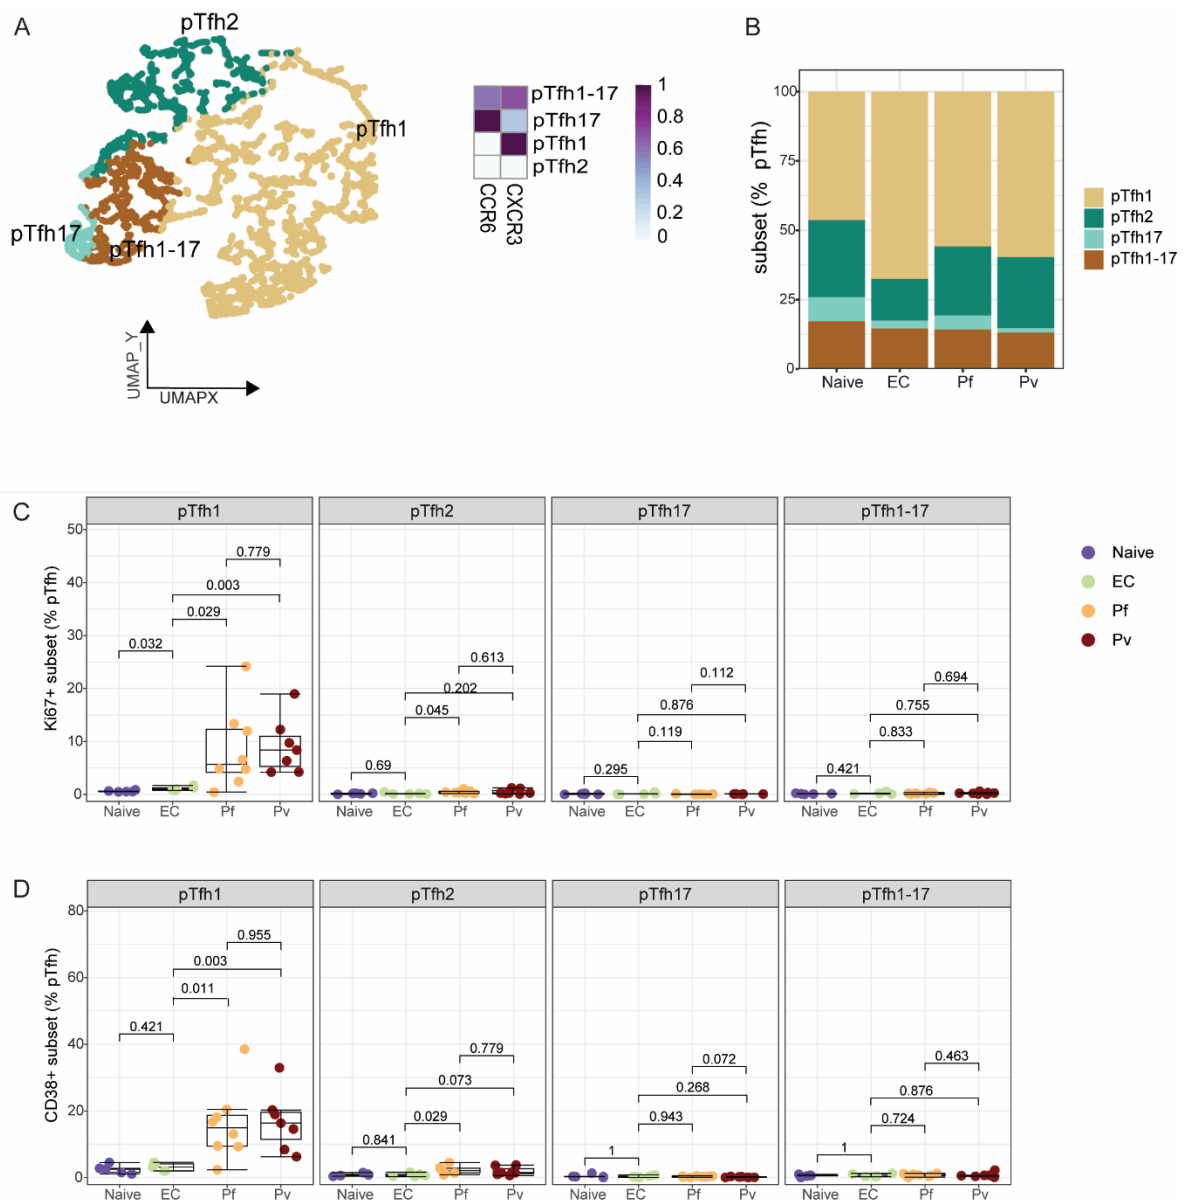 A
pTfh2
pTfh1
pTfh17
pTfh1-17
UMAP_Y
UMAPX
pTfh1-17
pTfh17
pTfh1
pTfh2
CCR6
CXCR3
1
0.8
0.6
0.4
0.2
0
B
subset (% pTfh)
100
75
50
25
0
Naive EC Pf Pv
pTfh1
pTfh2
pTfh17
pTfh1-17
C
pTfh1 pTfh2 pTfh17 pTfh1-17
Ki67+ subset (% pTfh)
50
40
30
20
10
0
0.779
0.003
0.029
0.032
0.613
0.202
0.045
0.69
0.112
0.876
0.119
0.295
0.694
0.755
0.833
0.421
Naive EC Pf Pv Naive EC Pf Pv Naive EC Pf Pv Naive EC Pf Pv
Naive
EC
Pf
Pv
D
pTfh1 pTfh2 pTfh17 pTfh1-17
CD38+ subset (% pTfh)
80
60
40
20
0
0.955
0.003
0.011
0.421
0.779
0.073
0.029
0.841
0.072
0.268
0.943
1
0.463
0.876
0.724
1
Naive EC Pf Pv Naive EC Pf Pv Naive EC Pf Pv Naive EC Pf Pv